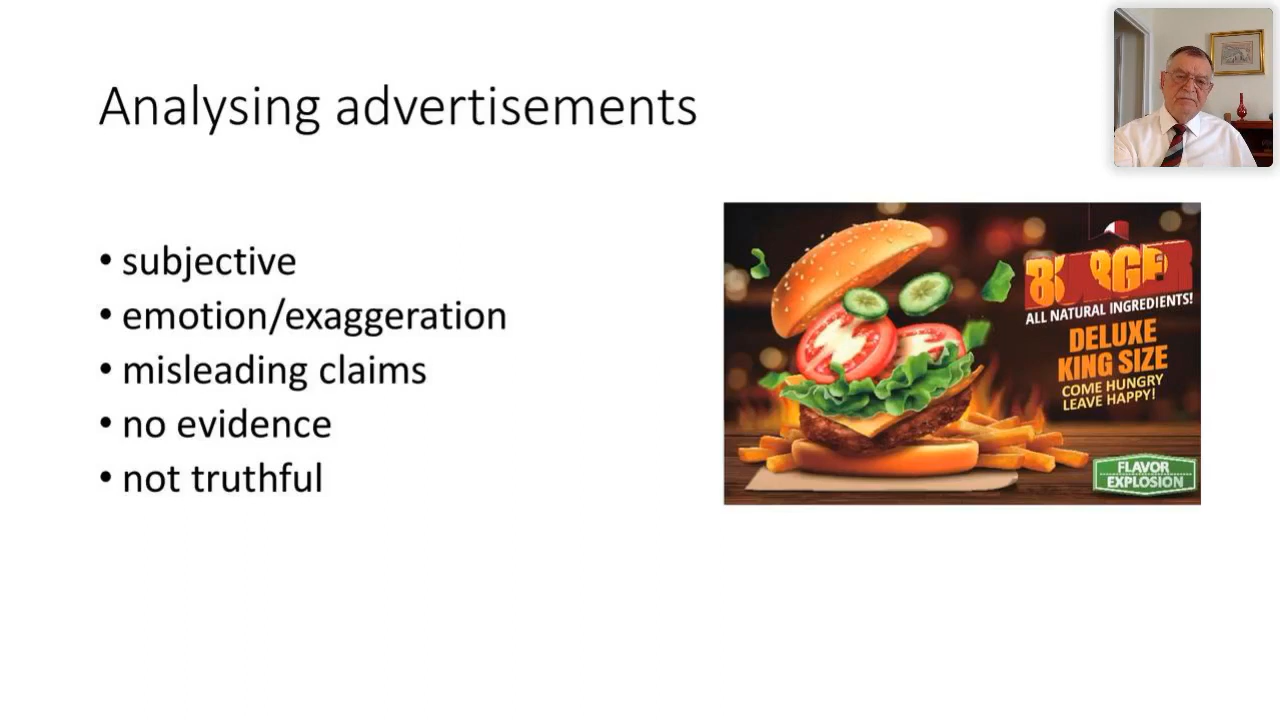 Analysing advertisements
• subjective
• emotion/exaggeration
• misleading claims
• no evidence
• not truthful
BURGER
ALL NATURAL INGREDIENTS!
DELUXE
KING SIZE
COME HUNGRY
LEAVE HAPPY!
FLAVOR
EXPLOSION